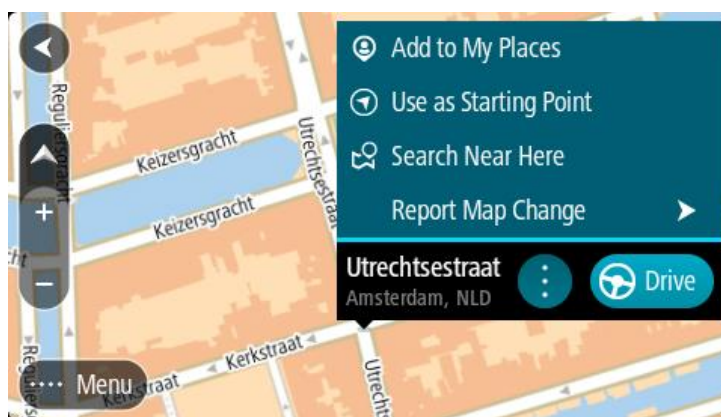 Add to My Places
Use as Starting Point
Search Near Here
Report Map Change
Utrechtsestraat
Amsterdam, NLD
Drive
Reguliersgracht
Keizersgracht
Utrechtsestraat
Keizersgracht
+
−
Kerkstraat
Menu